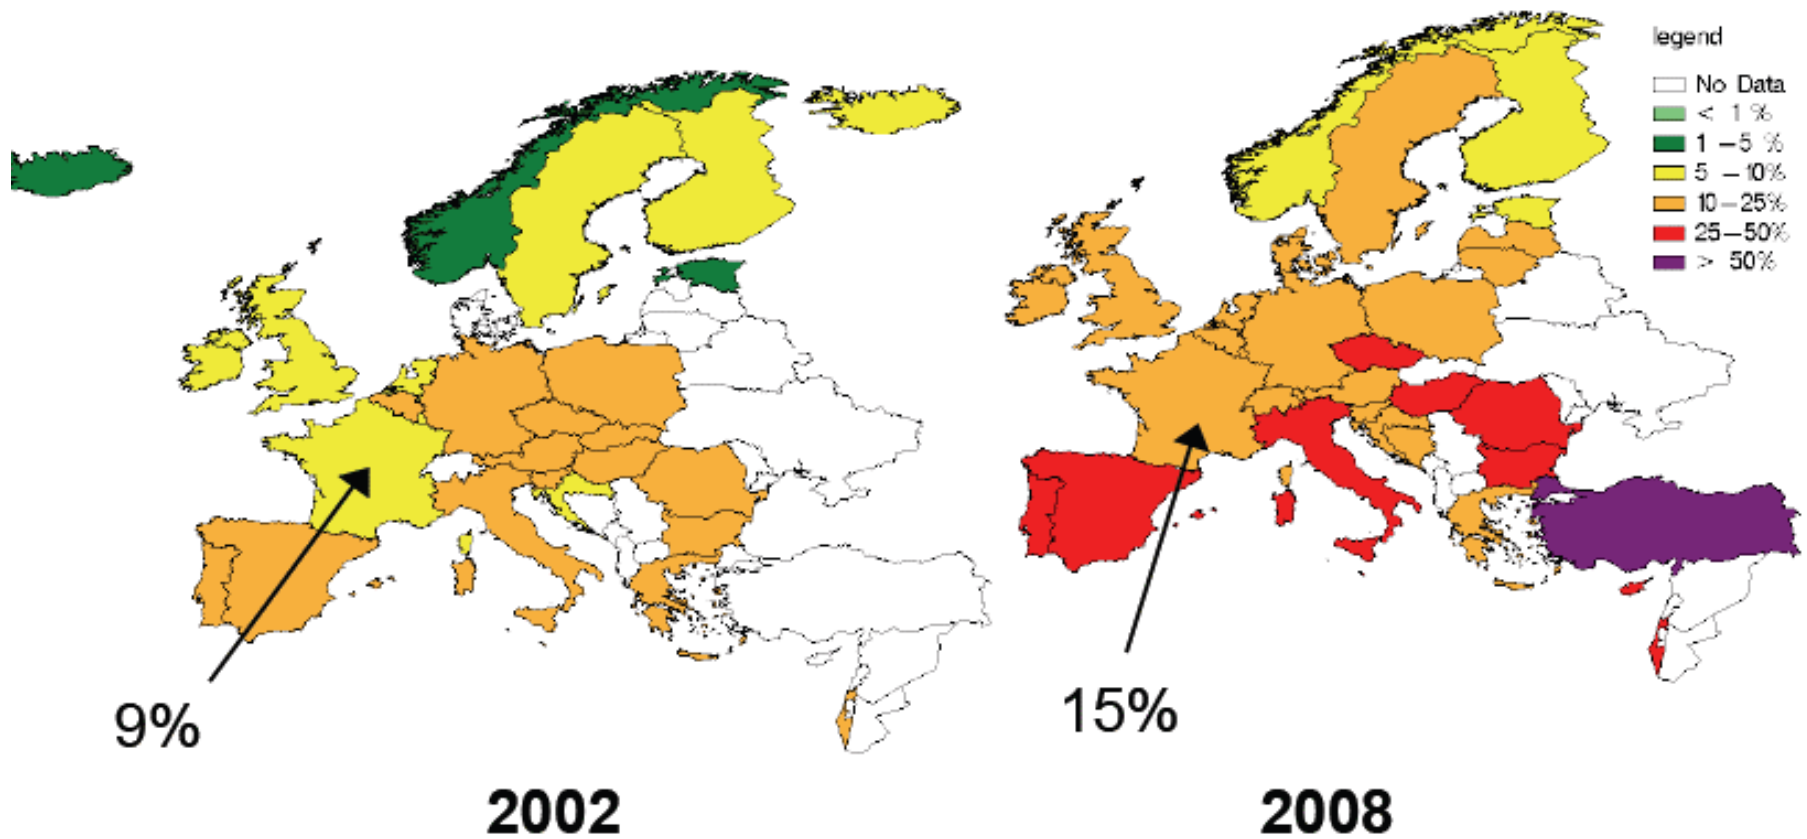 legend
No Data
< 1 %
1 –5 %
5 –10%
10–25%
25–50%
> 50%
9%
15%
2002
2008